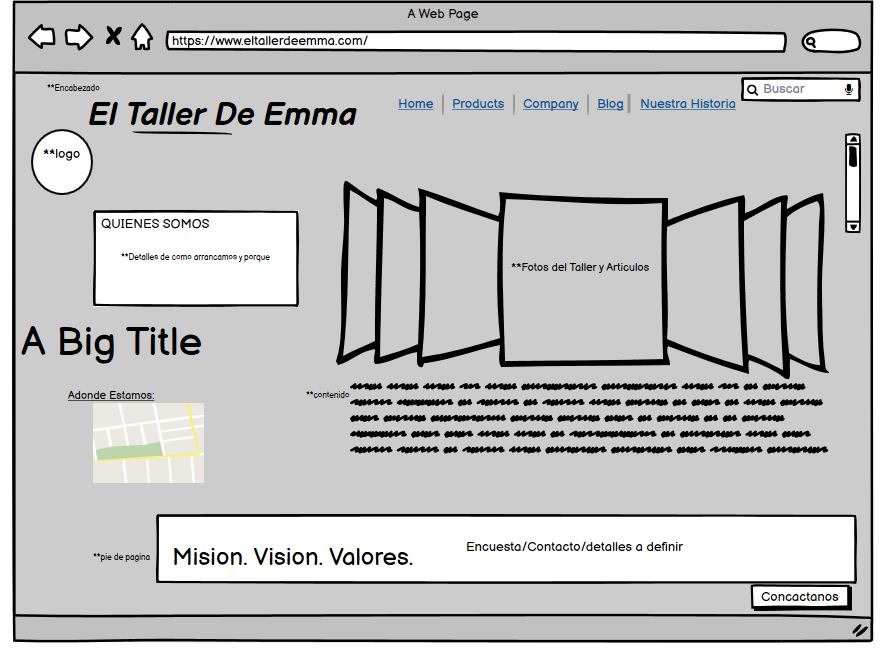 A Web Page
https://www.eltallerdeemma.com/
**Encabezado
El Taller De Emma
Home
Products
Company
Blog
Nuestra Historia
Buscar
**logo
QUIENES SOMOS
**Detalles de como arrancamos y porque
**Fotos del Taller y Articulos
A Big Title
Adonde Estamos:
**contenido
**pie de pagina
Mision. Vision. Valores.
Encuesta/Contacto/detalles a definir
Concactanos